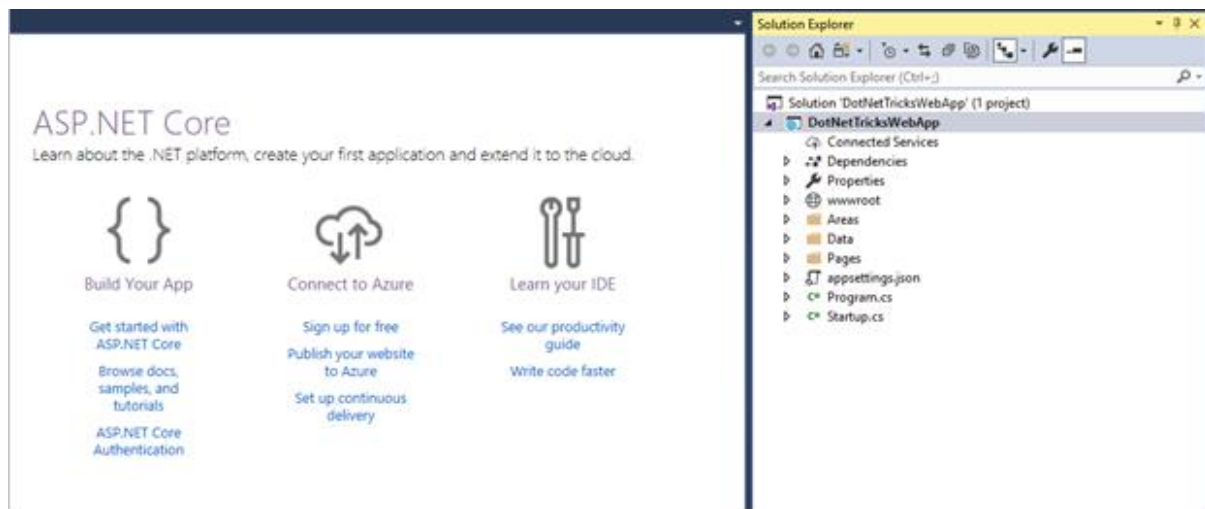 ASP.NET Core
Learn about the .NET platform, create your first application and extend it to the cloud.
Build Your App
Get started with
ASP.NET Core
Browse docs,
samples, and
tutorials
ASP.NET Core
Authentication
Connect to Azure
Sign up for free
Publish your website
to Azure
Set up continuous
delivery
Learn your IDE
See our productivity
guide
Write code faster
Solution Explorer
Search Solution Explorer (Ctrl+;)
Solution 'DotNetTricksWebApp' (1 project)
DotNetTricksWebApp
Connected Services
Dependencies
Properties
wwwroot
Areas
Data
Pages
appsettings.json
C# Program.cs
C# Startup.cs